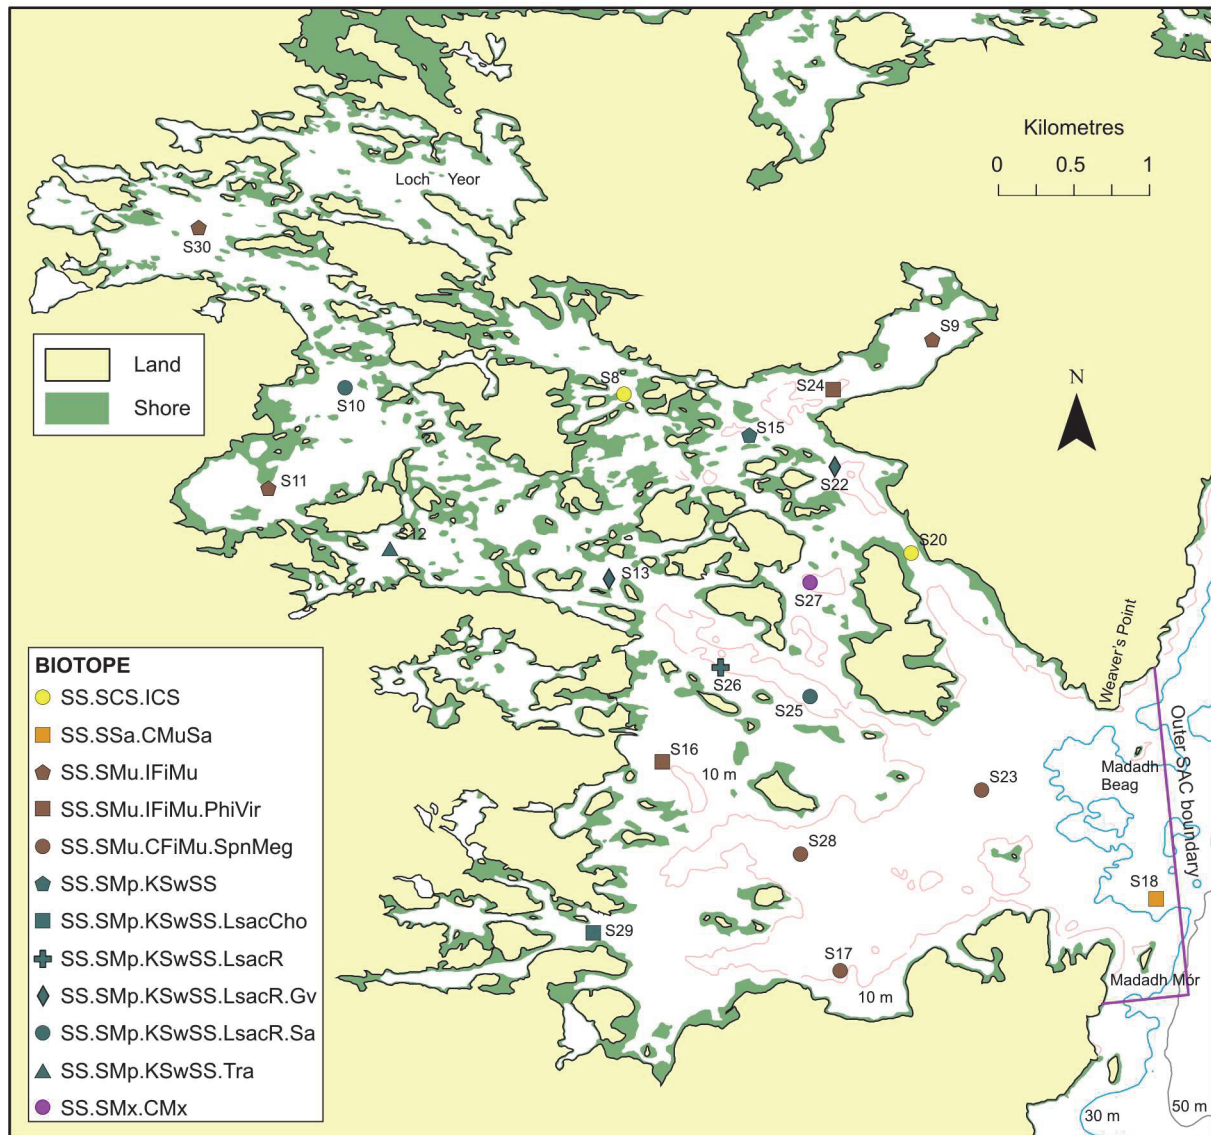 Kilometres
0 0.5 1
Loch Yeor
S30
S9
Land
Shore
S8
S24
N
S10
S15
S11
S22
S12
S20
S13
S27
Weaver's Point
BIOTOPE
SS.SCS.ICS
SS.SSa.CMuSa
SS.SMu.IFiMu
SS.SMu.IFiMu.PhiVir
SS.SMu.CFiMu.SpnMeg
SS.SMp.KSwSS
SS.SMp.KSwSS.LsacCho
SS.SMp.KSwSS.LsacR
SS.SMp.KSwSS.LsacR.Gv
SS.SMp.KSwSS.LsacR.Sa
SS.SMp.KSwSS.Tra
SS.SMx.CMx
S26
S25
Outer SAC boundary
S16
10 m
Madadh
Beag
S23
S28
S18
S29
S17
10 m
Madadh Mór
30 m
50 m